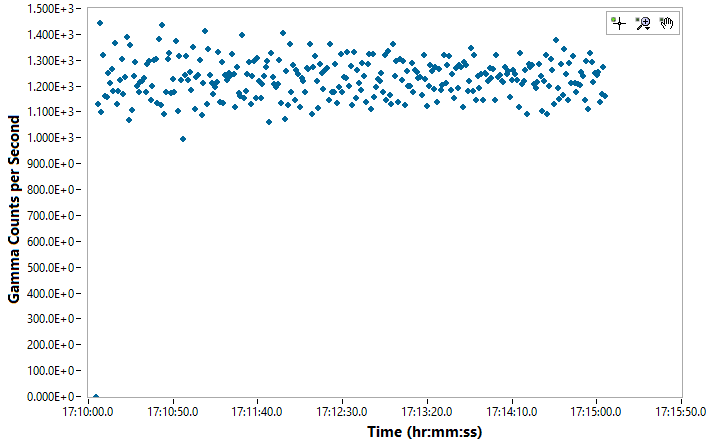 1.500E+3
1.400E+3
1.300E+3
1.200E+3
1.100E+3
1.000E+3
900.0E+0
800.0E+0
700.0E+0
600.0E+0
500.0E+0
400.0E+0
300.0E+0
200.0E+0
100.0E+0
0.000E+0
Gamma Counts per Second
17:10:00.0 17:10:50.0 17:11:40.0 17:12:30.0 17:13:20.0 17:14:10.0 17:15:00.0 17:15:50.0
Time (hr:mm:ss)